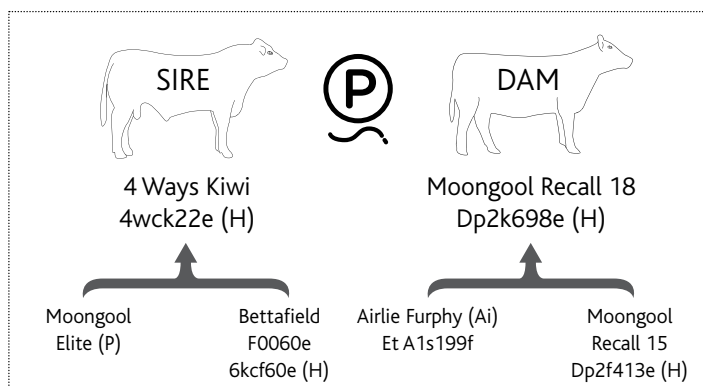 SIRE
P
DAM
4 Ways Kiwi
4wck22e (H)
Moongool Recall 18
Dp2k698e (H)
Moongool
Elite (P)
Bettafield
F0060e
6kcf60e (H)
Airlie Furphy (Ai)
Et A1s199f
Moongool
Recall 15
Dp2f413e (H)